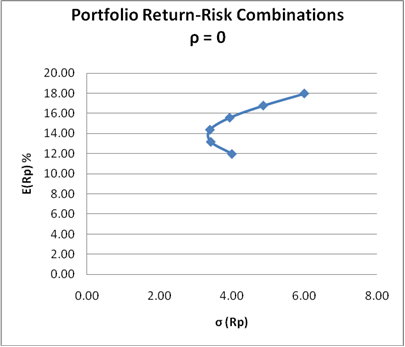 Portfolio Return-Risk Combinations
ρ = 0
20.00
18.00
16.00
14.00
12.00
10.00
8.00
6.00
4.00
2.00
0.00
E(Rp) %
0.00 2.00 4.00 6.00 8.00
σ (Rp)